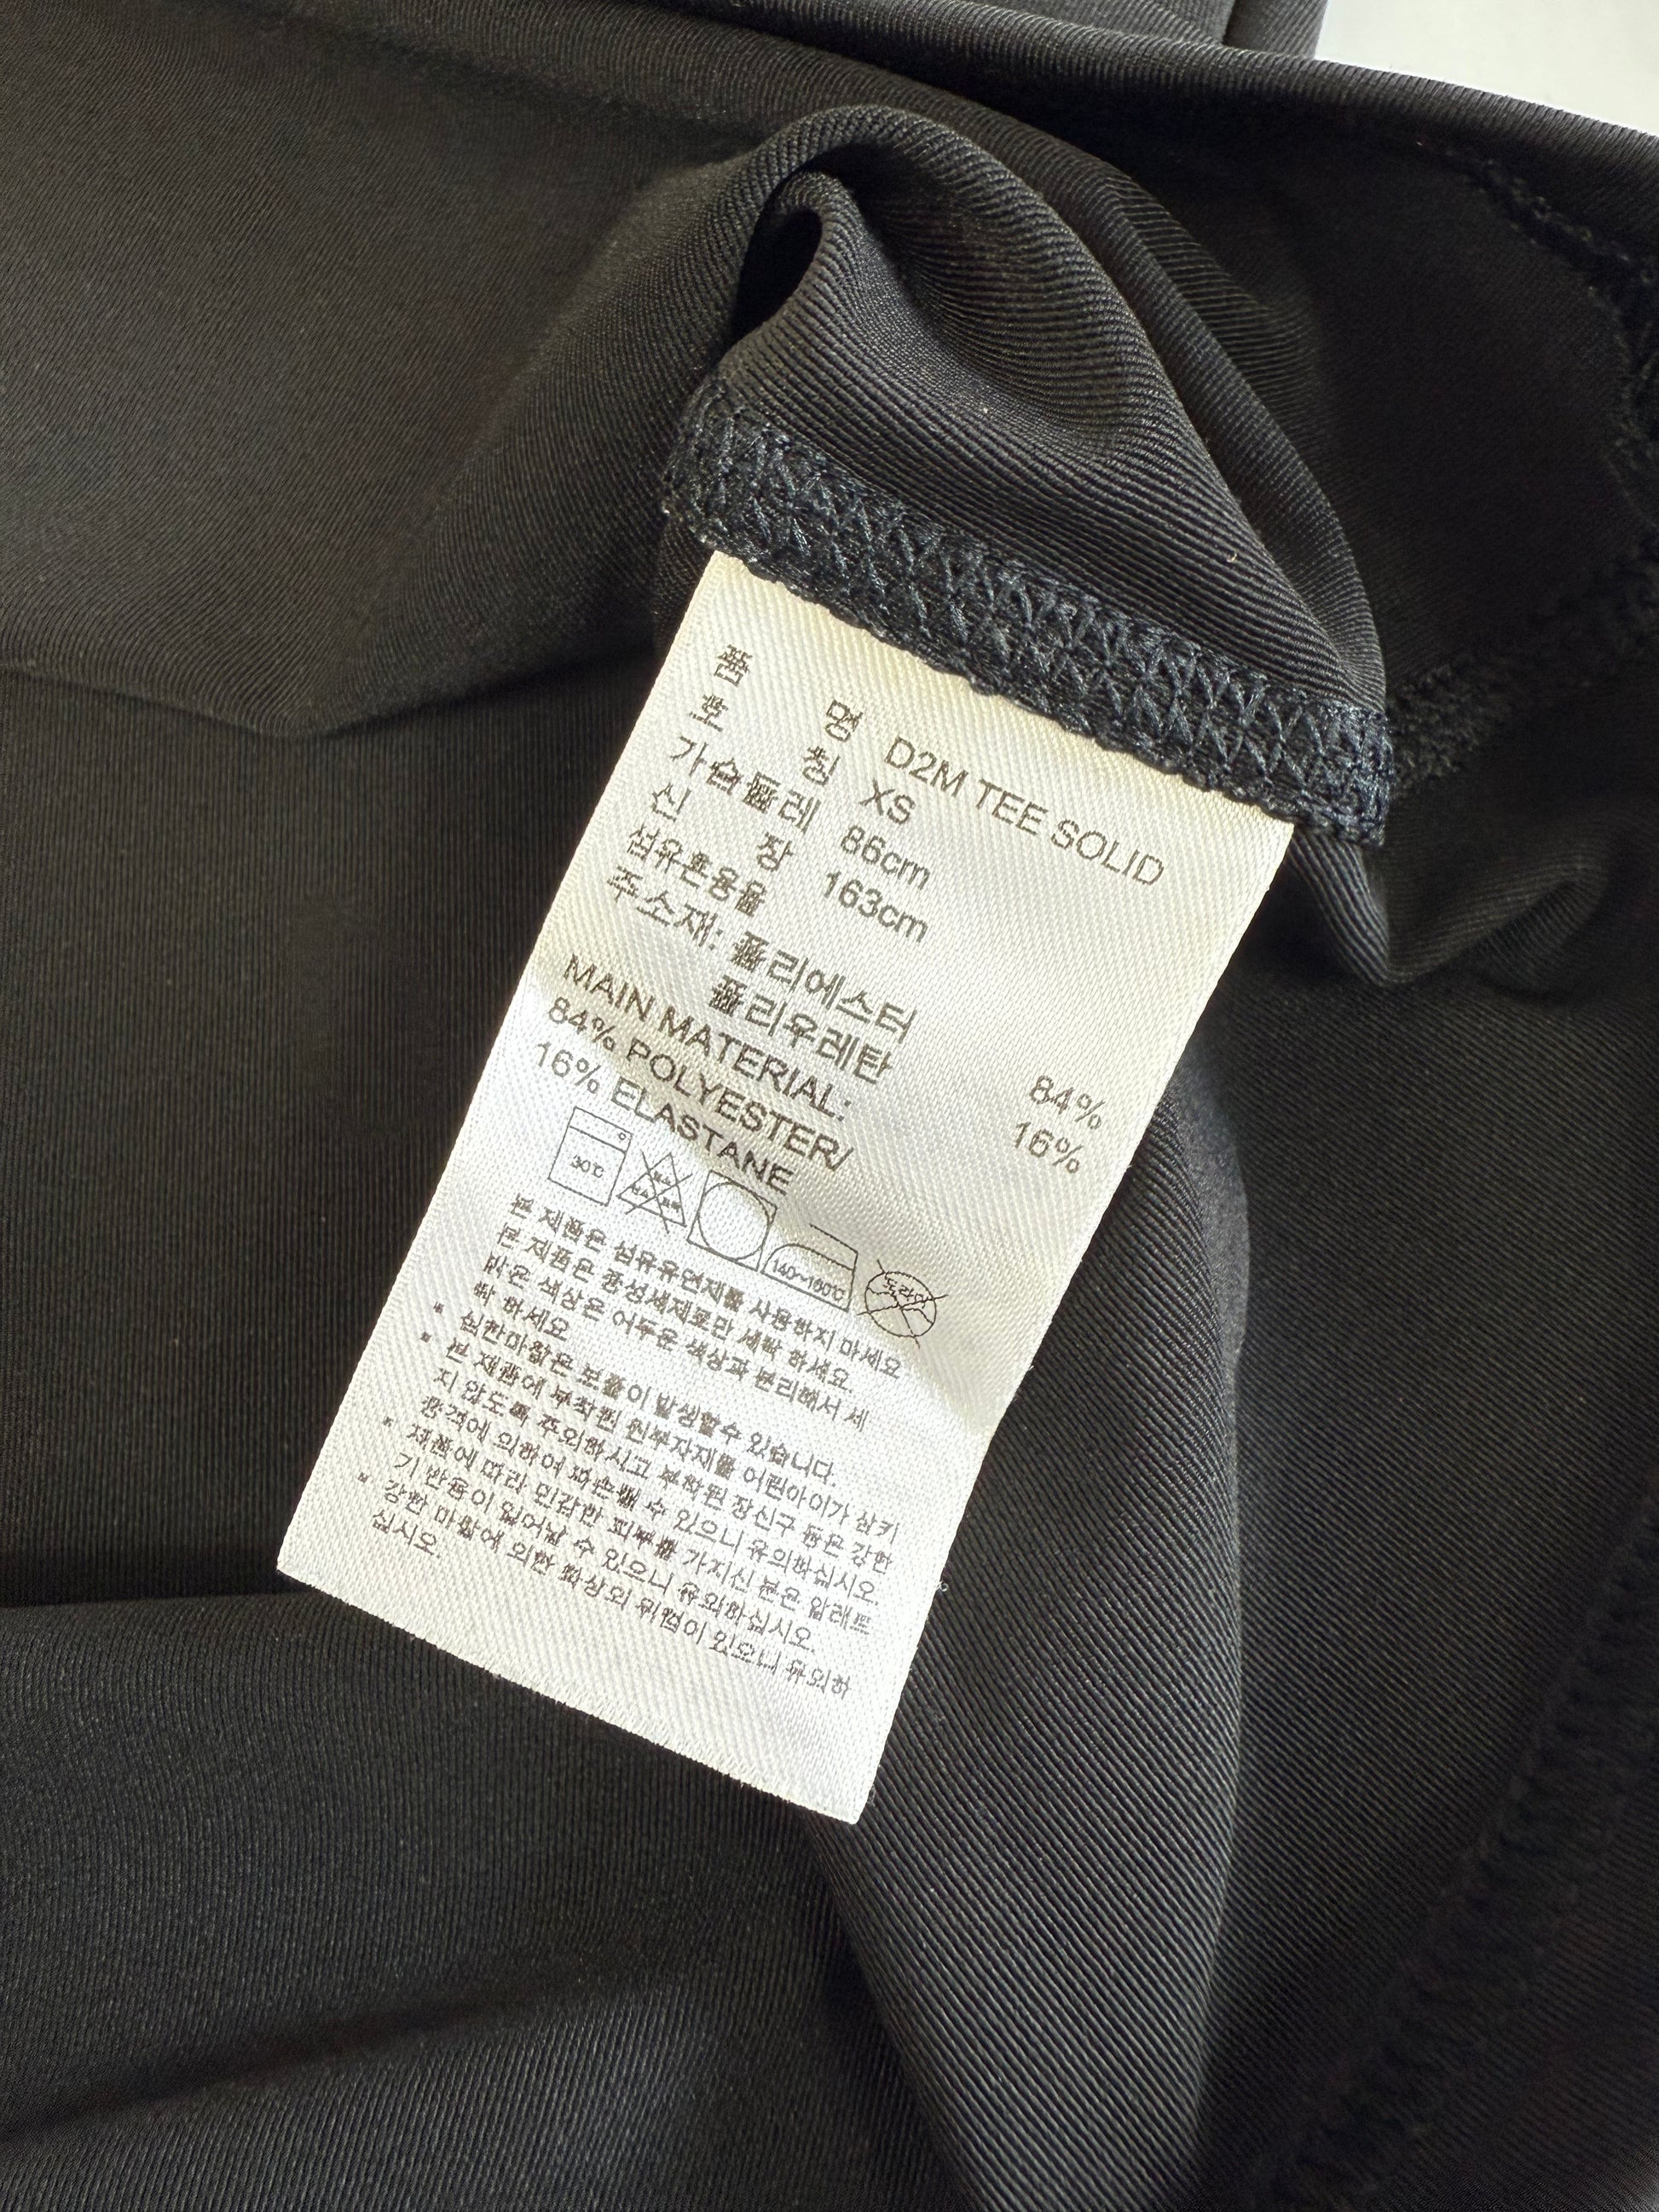 품 명 D2M TEE SOLID
호 칭 XS
가슴둘레 86cm
신 장 163cm
섬유혼용율
주소재: 폴리에스터 84%
폴리우레탄 16%
MAIN MATERIAL:
84% POLYESTER/
16% ELASTANE
30℃ 140~160℃ 드라이
본 제품은 섬유유연제를 사용하지 마세요
본 제품은 중성세제로만 세탁 하세요.
밝은 색상은 어두운 색상과 분리해서 세
탁 하세요
* 심한마찰은 보풀이 발생할수 있습니다.
* 본 제품에 부착된 원부자재를 어린아이가 삼키
지 않도록 주의하시고 부착된 장신구 등은 강한
충격에 의하여 파손될 수 있으니 유의하십시오.
* 제품에 따라 민감한 피부를 가지신 분은 알레르
기 반응이 일어날 수 있으니 유의하십시오.
* 강한 마찰에 의한 화상의 위험이 있으니 유의하
십시오.